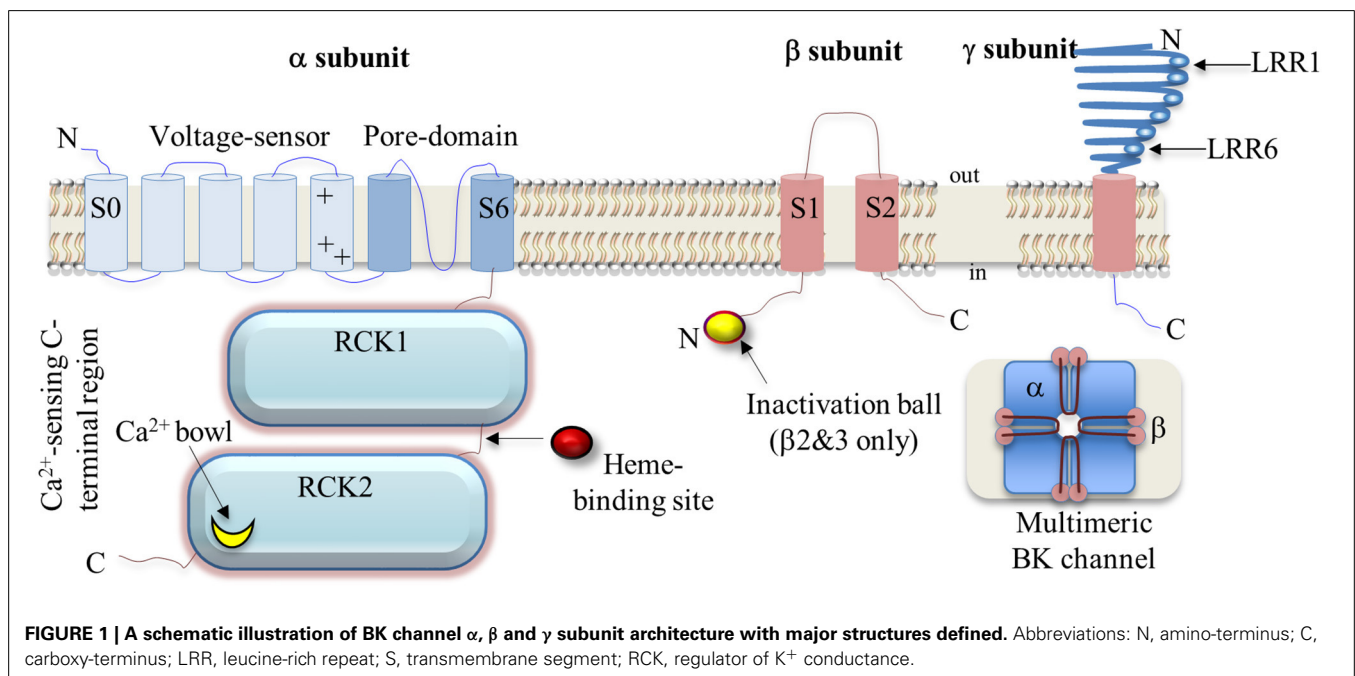 α subunit
β subunit
γ subunit
N
LRR1
LRR6
N
Voltage-sensor
Pore-domain
out
S0
+
+
+
S6
S1
S2
in
C
N
C
Ca²⁺-sensing C-
terminal region
RCK1
Ca²⁺ bowl
RCK2
C
Heme-
binding site
Inactivation ball
(β2&3 only)
α
β
Multimeric
BK channel
FIGURE 1 | A schematic illustration of BK channel α, β and γ subunit architecture with major structures defined. Abbreviations: N, amino-terminus; C,
carboxy-terminus; LRR, leucine-rich repeat; S, transmembrane segment; RCK, regulator of K⁺ conductance.